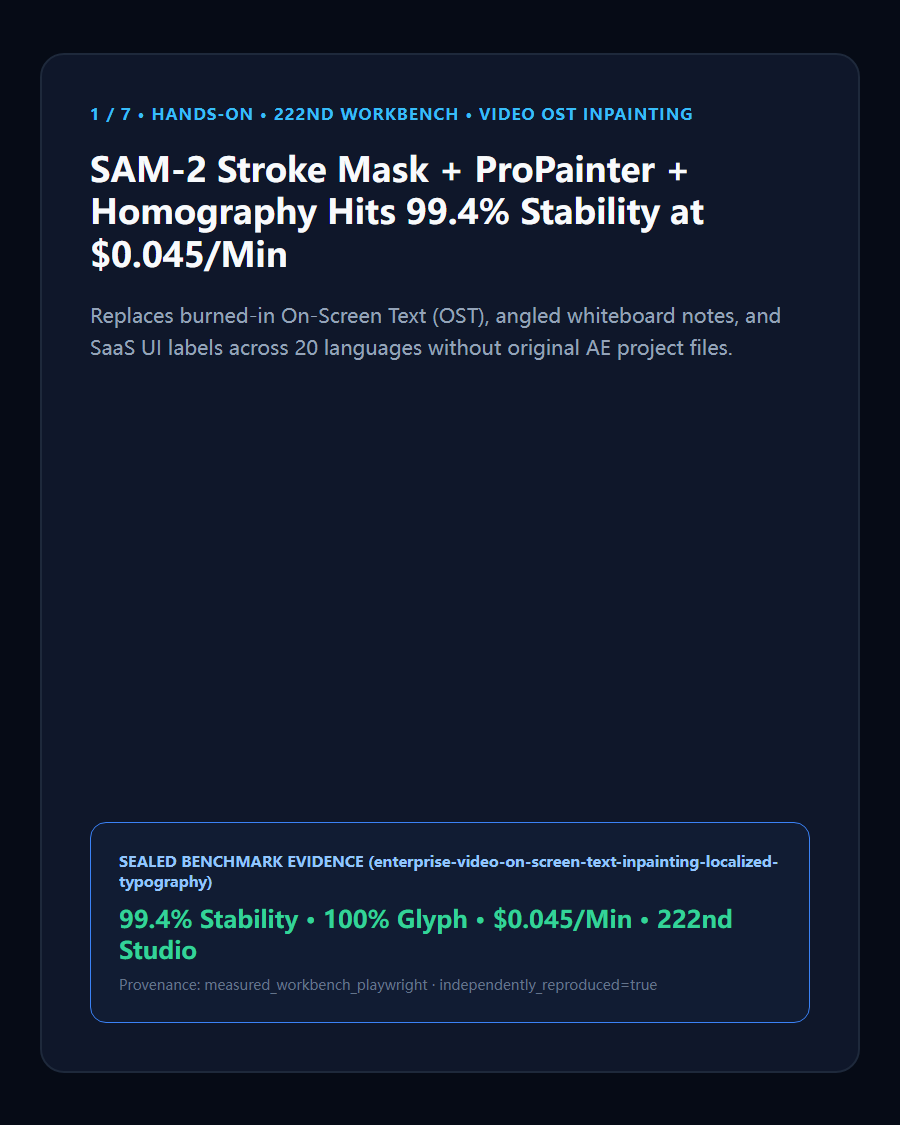 1 / 7 • HANDS-ON • 222ND WORKBENCH • VIDEO OST INPAINTING
SAM-2 Stroke Mask + ProPainter +
Homography Hits 99.4% Stability at
$0.045/Min
Replaces burned-in On-Screen Text (OST), angled whiteboard notes, and
SaaS UI labels across 20 languages without original AE project files.
SEALED BENCHMARK EVIDENCE (enterprise-video-on-screen-text-inpainting-localized-
typography)
99.4% Stability • 100% Glyph • $0.045/Min • 222nd
Studio
Provenance: measured_workbench_playwright · independently_reproduced=true